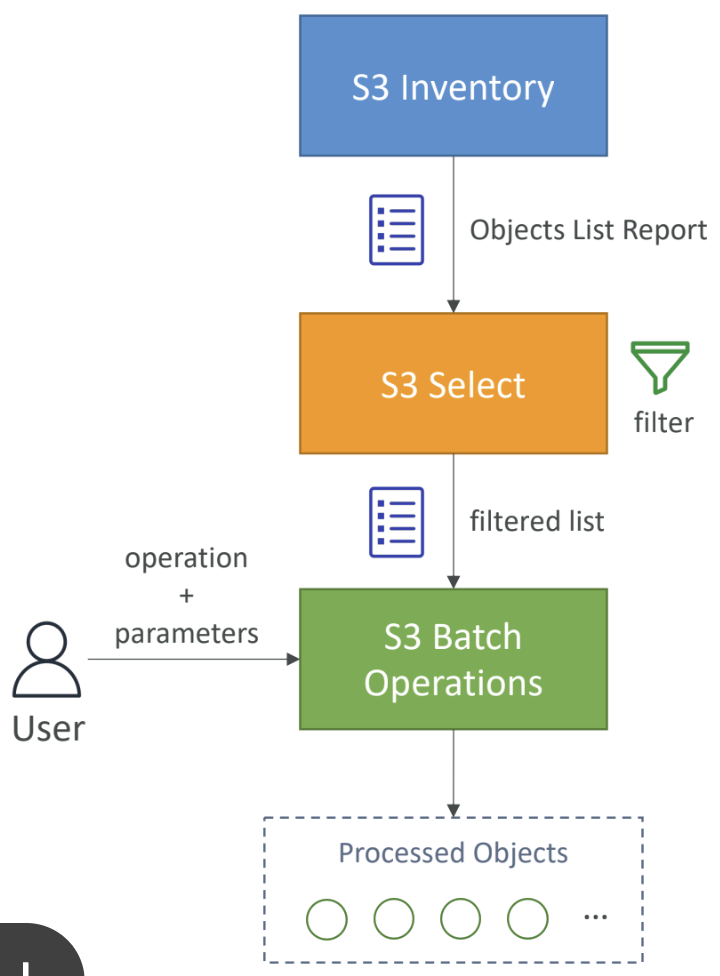 S3 Inventory
Objects List Report
S3 Select
filter
filtered list
operation
+
parameters
User
S3 Batch
Operations
Processed Objects
...